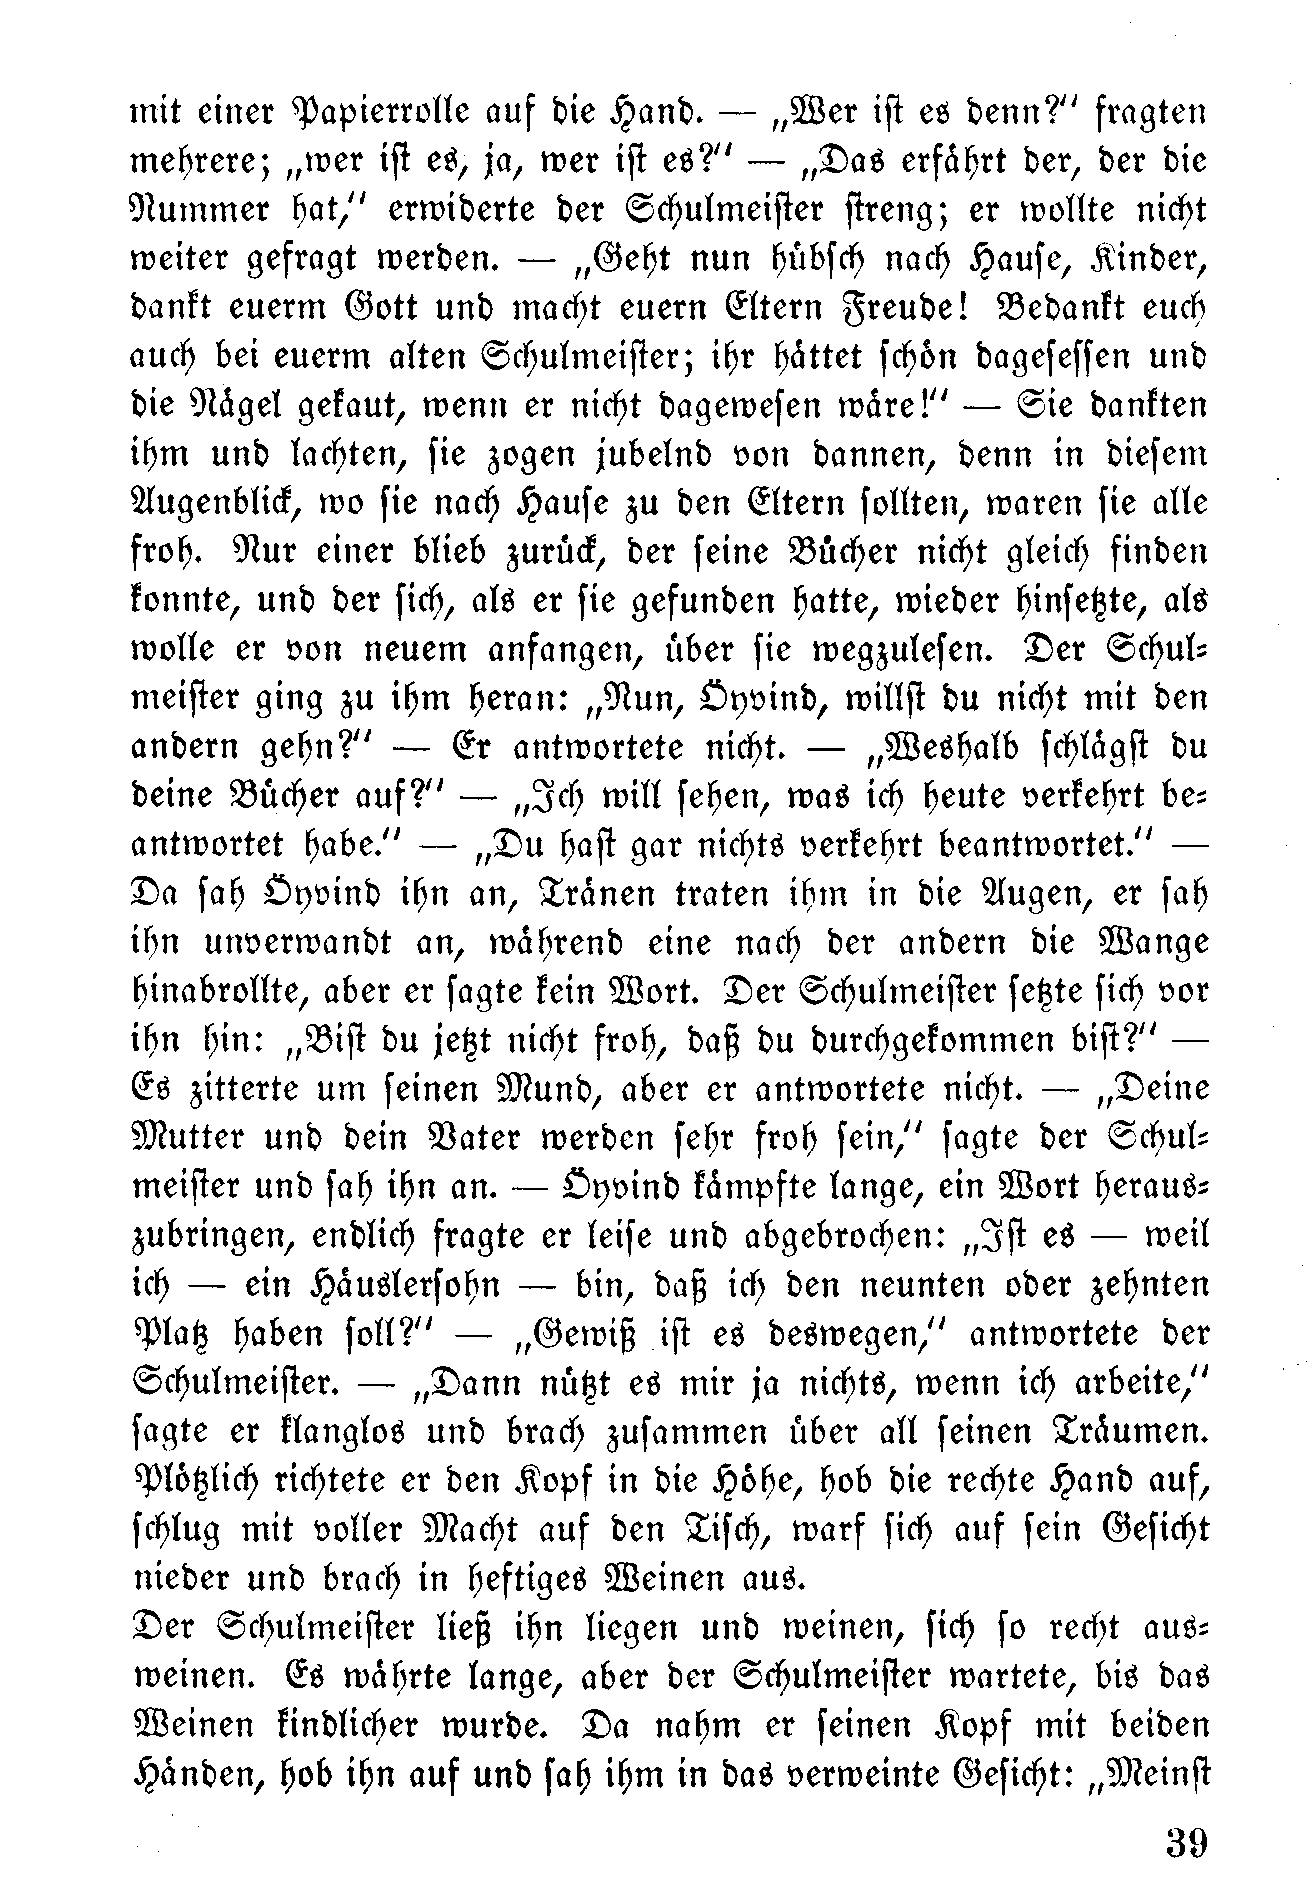 mit einer Papierrolle auf die Hand. — „Wer ist es denn?“ fragten
mehrere; „wer ist es, ja, wer ist es?“ — „Das erfährt der, der die
Nummer hat,“ erwiderte der Schulmeister streng; er wollte nicht
weiter gefragt werden. — „Geht nun hübsch nach Hause, Kinder,
dankt euerm Gott und macht euern Eltern Freude! Bedankt euch
auch bei euerm alten Schulmeister; ihr hättet schön dagesessen und
die Nägel gekaut, wenn er nicht dagewesen wäre!“ — Sie dankten
ihm und lachten, sie zogen jubelnd von dannen, denn in diesem
Augenblick, wo sie nach Hause zu den Eltern sollten, waren sie alle
froh. Nur einer blieb zurück, der seine Bücher nicht gleich finden
konnte, und der sich, als er sie gefunden hatte, wieder hinsetzte, als
wolle er von neuem anfangen, über sie wegzulesen. Der Schul-
meister ging zu ihm heran: „Nun, Öyvind, willst du nicht mit den
andern gehn?“ — Er antwortete nicht. — „Weshalb schlägst du
deine Bücher auf?“ — „Ich will sehen, was ich heute verkehrt be-
antwortet habe.“ — „Du hast gar nichts verkehrt beantwortet.“ —
Da sah Öyvind ihn an, Tränen traten ihm in die Augen, er sah
ihn unverwandt an, während eine nach der andern die Wange
hinabrollte, aber er sagte kein Wort. Der Schulmeister setzte sich vor
ihn hin: „Bist du jetzt nicht froh, daß du durchgekommen bist?“ —
Es zitterte um seinen Mund, aber er antwortete nicht. — „Deine
Mutter und dein Vater werden sehr froh sein,“ sagte der Schul-
meister und sah ihn an. — Öyvind kämpfte lange, ein Wort heraus-
zubringen, endlich fragte er leise und abgebrochen: „Ist es — weil
ich — ein Häuslersohn — bin, daß ich den neunten oder zehnten
Platz haben soll?“ — „Gewiß ist es deswegen,“ antwortete der
Schulmeister. — „Dann nützt es mir ja nichts, wenn ich arbeite,“
sagte er klanglos und brach zusammen über all seinen Träumen.
Plötzlich richtete er den Kopf in die Höhe, hob die rechte Hand auf,
schlug mit voller Macht auf den Tisch, warf sich auf sein Gesicht
nieder und brach in heftiges Weinen aus.
Der Schulmeister ließ ihn liegen und weinen, sich so recht aus-
weinen. Es währte lange, aber der Schulmeister wartete, bis das
Weinen kindlicher wurde. Da nahm er seinen Kopf mit beiden
Händen, hob ihn auf und sah ihm in das verweinte Gesicht: „Meinst
39